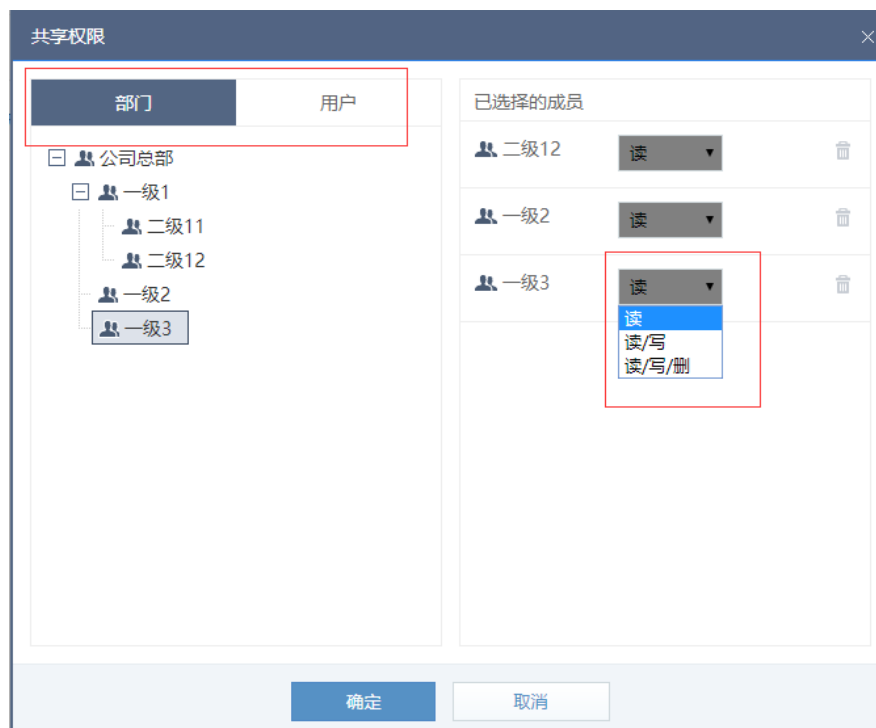 共享权限
部门
用户
公司总部
一级1
二级11
二级12
一级2
一级3
已选择的成员
二级12
读
一级2
读
一级3
读
读
读/写
读/写/删
确定
取消